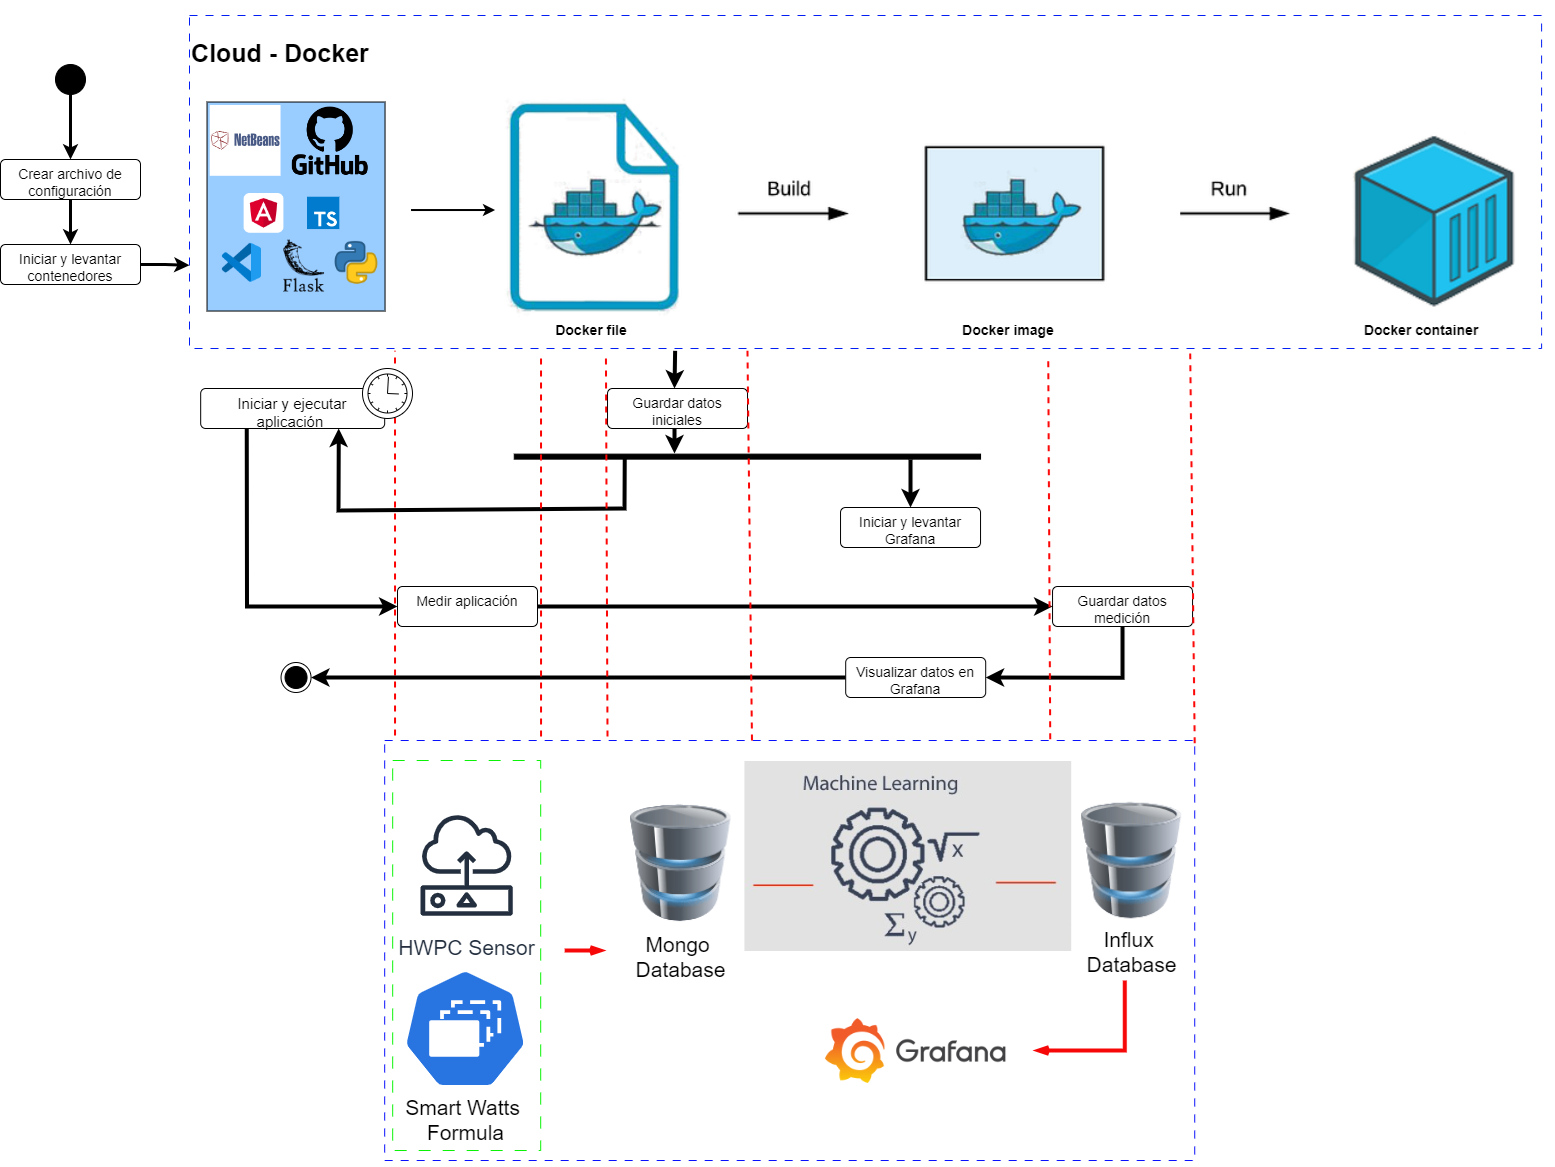 Cloud - Docker
NetBeans
GitHub
TS
Flask
Crear archivo de
configuración
Iniciar y levantar
contenedores
Build
Run
Docker file
Docker image
Docker container
Iniciar y ejecutar
aplicación
Guardar datos
iniciales
Iniciar y levantar
Grafana
Medir aplicación
Guardar datos
medición
Visualizar datos en
Grafana
Machine Learning
√x
Σy
HWPC Sensor
Mongo
Database
Influx
Database
Grafana
Smart Watts
Formula